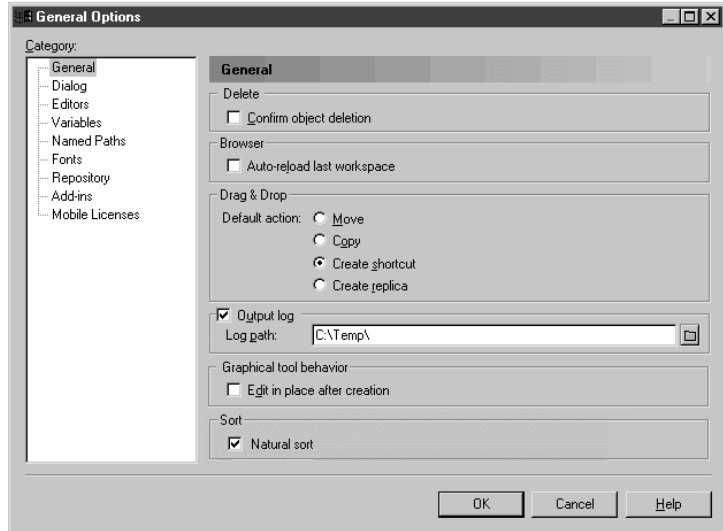 General Options
Category:
General
Dialog
Editors
Variables
Named Paths
Fonts
Repository
Add-ins
Mobile Licenses
General
Delete
Confirm object deletion
Browser
Auto-reload last workspace
Drag & Drop
Default action: Move
Copy
Create shortcut
Create replica
Output log
Log path: C:\Temp\
Graphical tool behavior
Edit in place after creation
Sort
Natural sort
OK Cancel Help